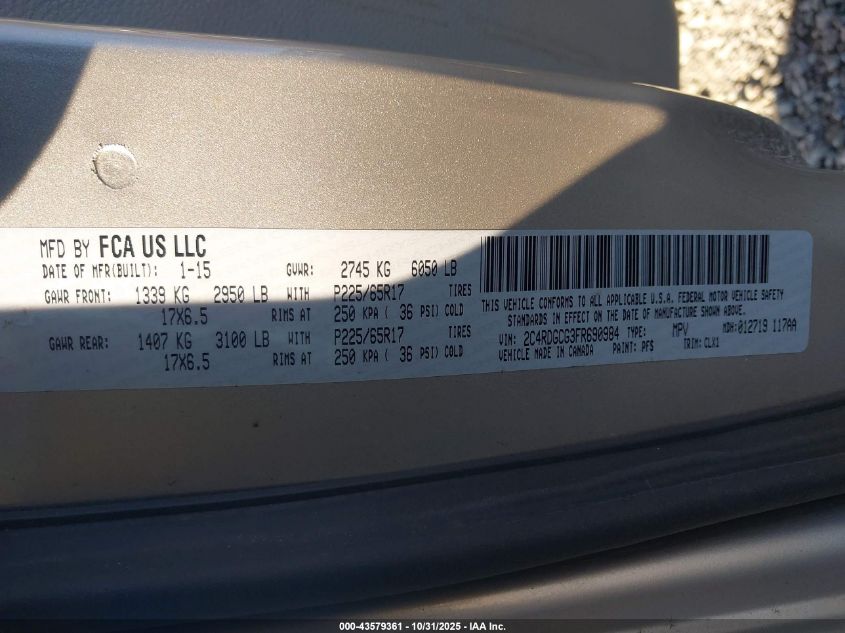 MFD BY FCA US LLC
DATE OF MFR(BUILT): 1-15 GVWR: 2745 KG 6050 LB
GAWR FRONT: 1339 KG 2950 LB WITH P225/65R17 TIRES
17X6.5 RIMS AT 250 KPA ( 36 PSI) COLD
GAWR REAR: 1407 KG 3100 LB WITH P225/65R17 TIRES
17X6.5 RIMS AT 250 KPA ( 36 PSI) COLD
THIS VEHICLE CONFORMS TO ALL APPLICABLE U.S.A. FEDERAL MOTOR VEHICLE SAFETY
STANDARDS IN EFFECT ON THE DATE OF MANUFACTURE SHOWN ABOVE.
VIN: 2C4RDGCG3FR690984 TYPE: MPV MDH:012719 117AA
VEHICLE MADE IN CANADA PAINT: PFS TRIM: CLX1
000-43579361 | 10/31/2025 | IAA Inc.